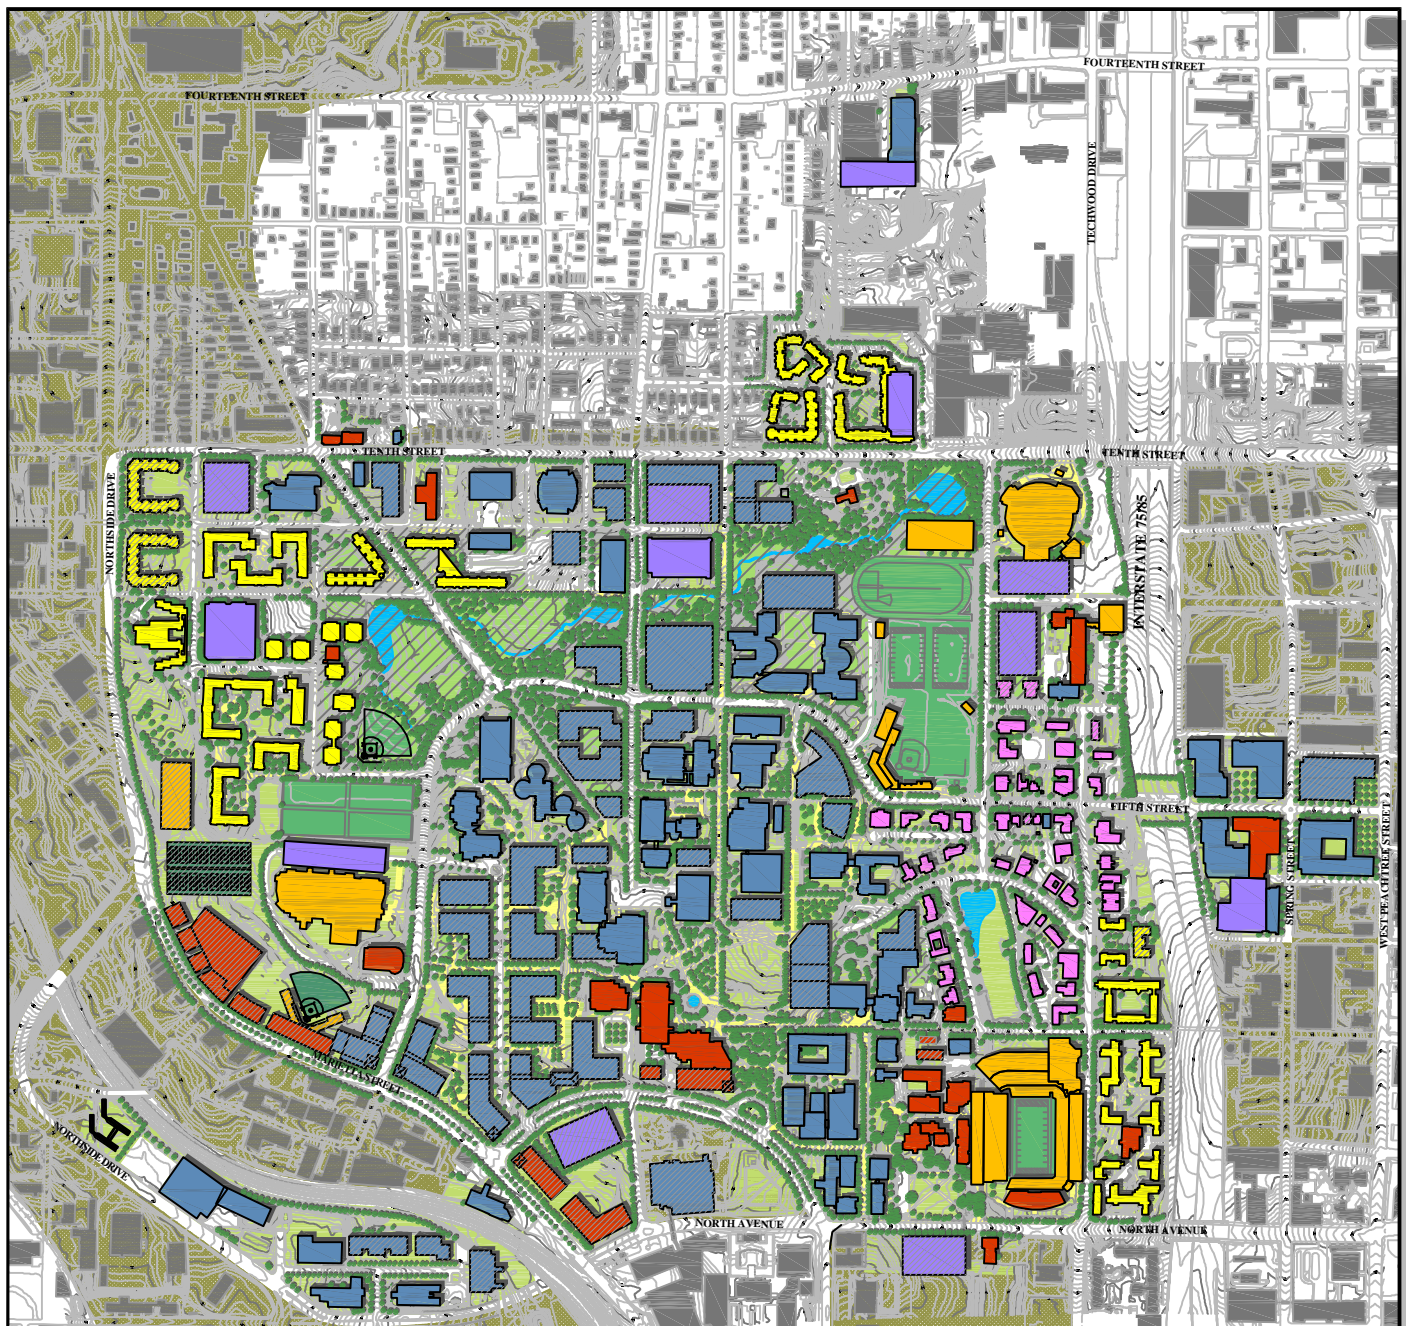 FOURTEENTH STREET
FOURTEENTH STREET
TECHWOOD DRIVE
TENTH STREET
TENTH STREET
NORTHSIDE DRIVE
INTERSTATE 75/85
FIFTH STREET
WEST PEACHTREE STREET
SPRING STREET
MARIETTA STREET
NORTHSIDE DRIVE
NORTH AVENUE
NORTH AVENUE